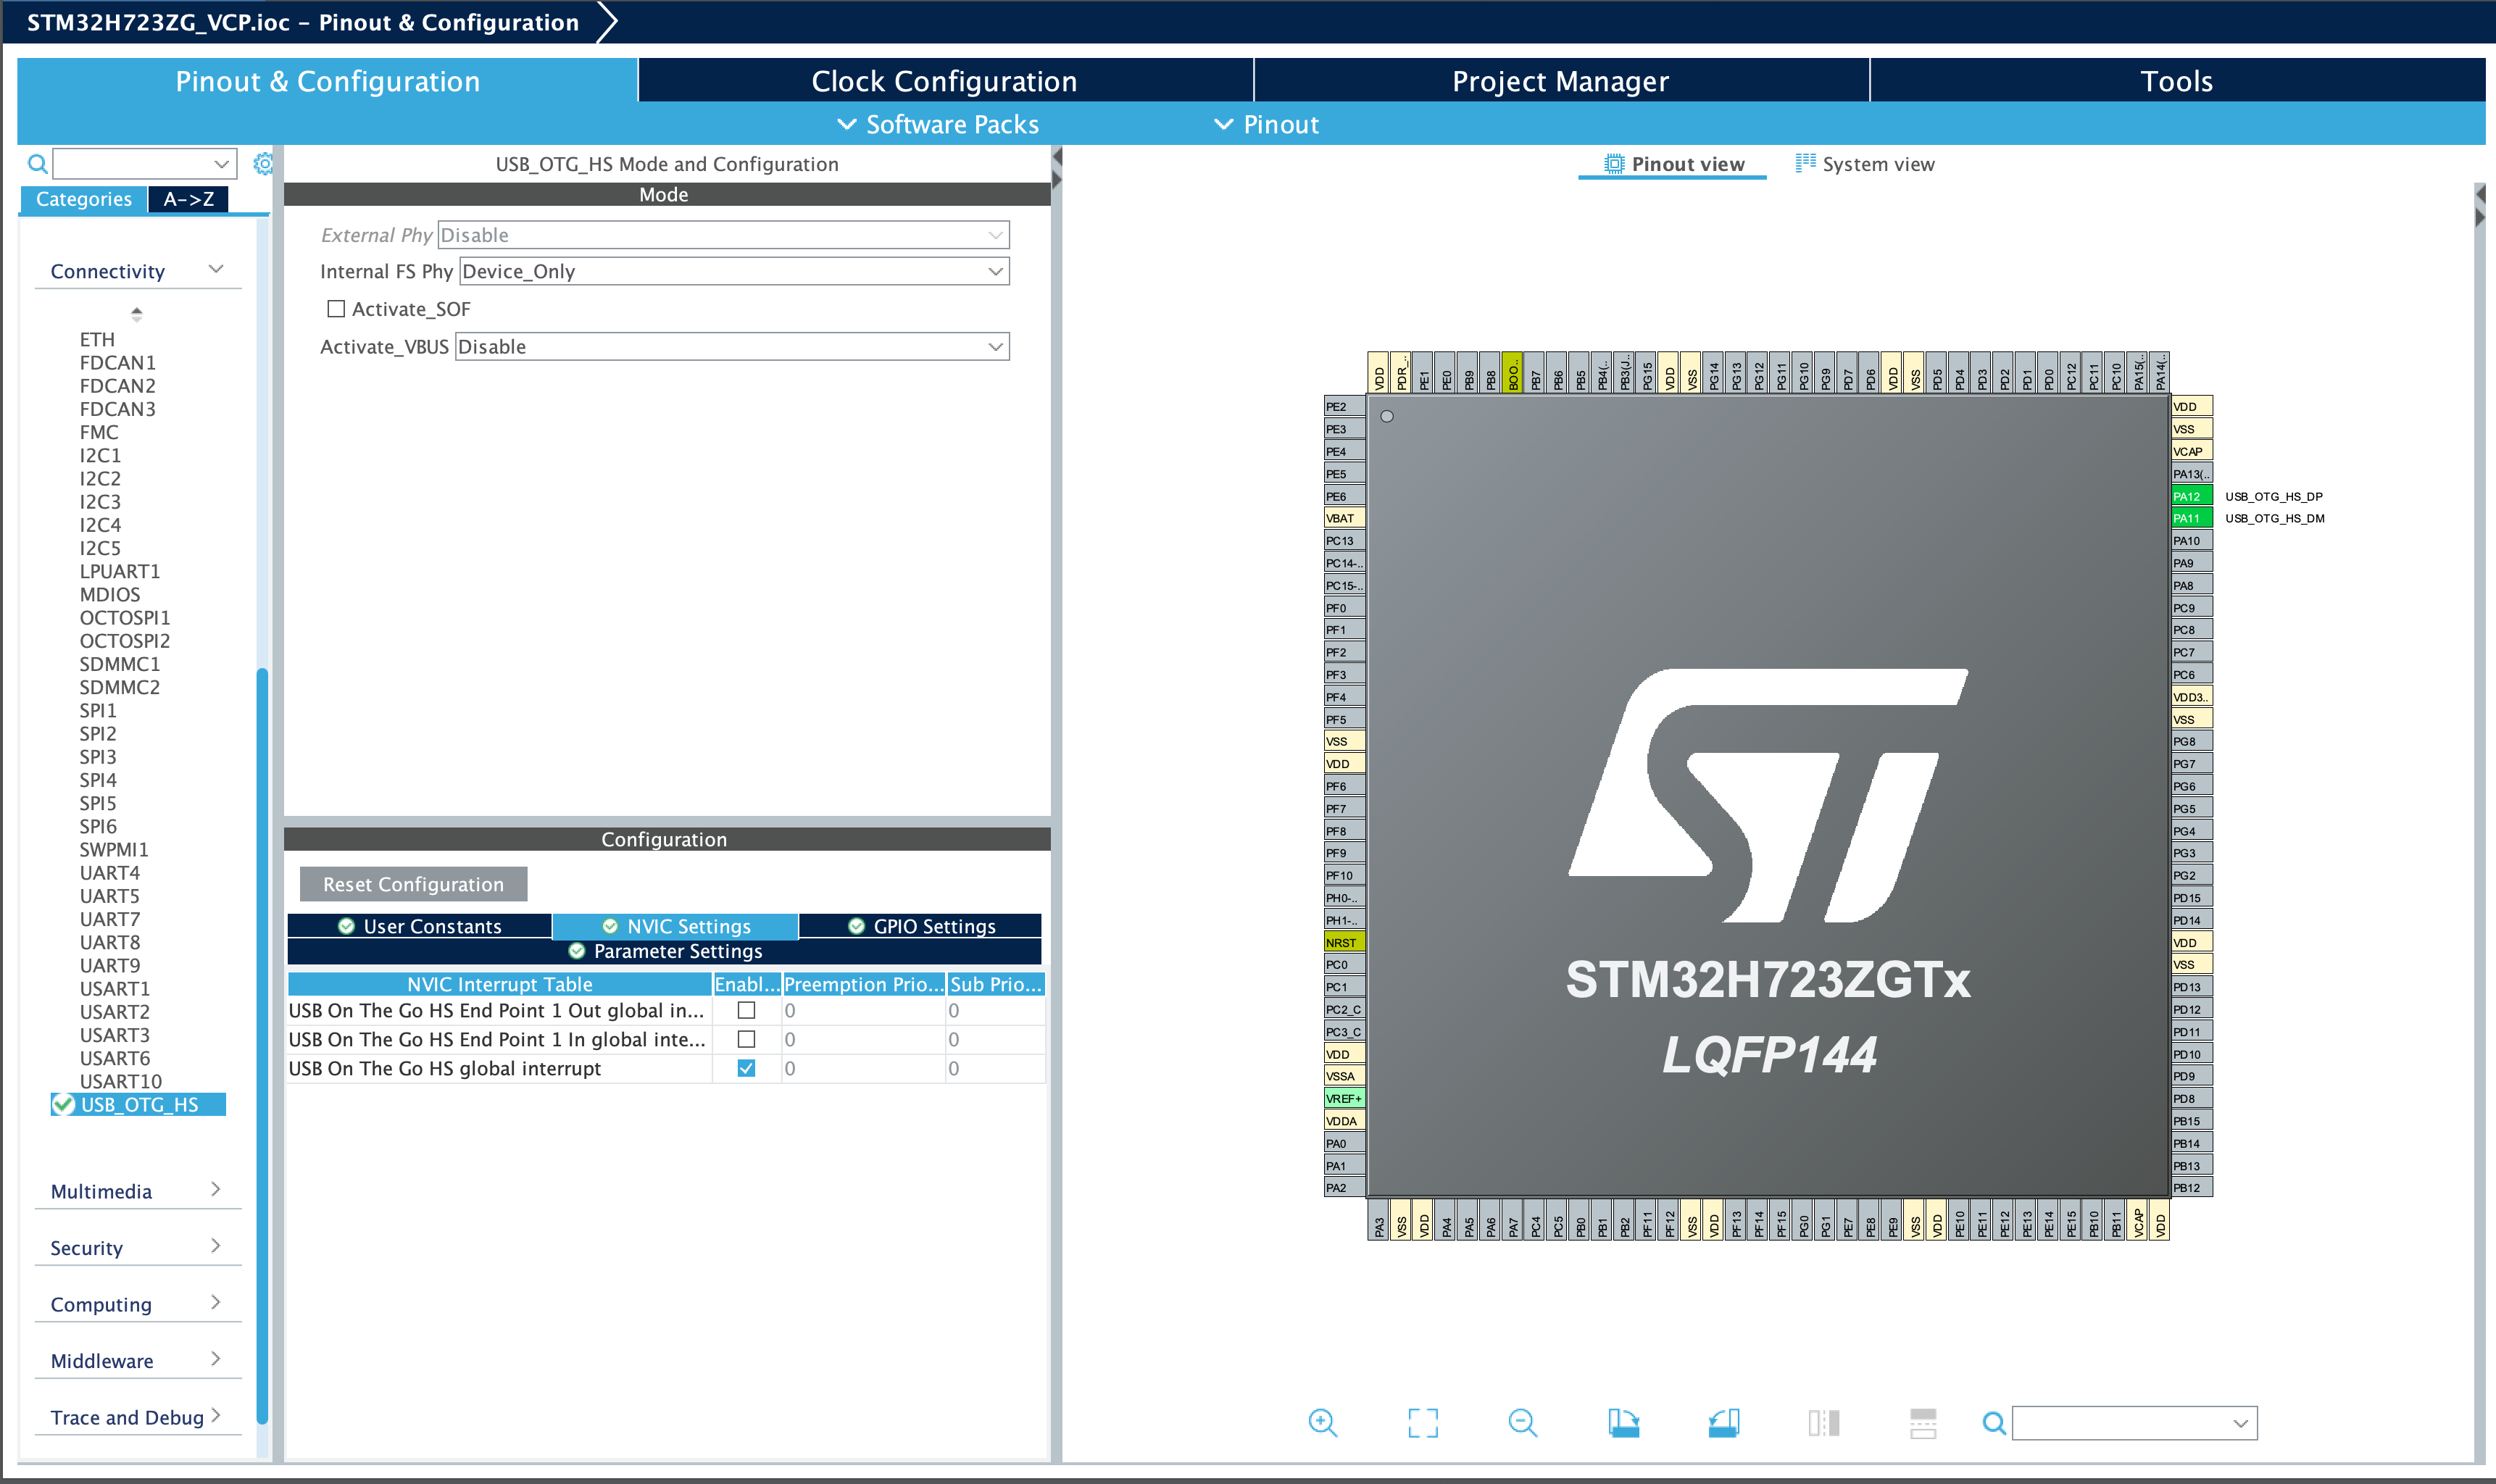 STM32H723ZG_VCP.ioc – Pinout & Configuration
Pinout & Configuration
Clock Configuration
Project Manager
Tools
Software Packs
Pinout
Categories
A->Z
Connectivity
ETH
FDCAN1
FDCAN2
FDCAN3
FMC
I2C1
I2C2
I2C3
I2C4
I2C5
LPUART1
MDIOS
OCTOSPI1
OCTOSPI2
SDMMC1
SDMMC2
SPI1
SPI2
SPI3
SPI4
SPI5
SPI6
SWPMI1
UART4
UART5
UART7
UART8
UART9
USART1
USART2
USART3
USART6
USART10
USB_OTG_HS
Multimedia
Security
Computing
Middleware
Trace and Debug
USB_OTG_HS Mode and Configuration
Mode
External Phy Disable
Internal FS Phy Device_Only
Activate_SOF
Activate_VBUS Disable
Configuration
Reset Configuration
User Constants
NVIC Settings
GPIO Settings
Parameter Settings
NVIC Interrupt Table Enabl... Preemption Prio... Sub Prio...
USB On The Go HS End Point 1 Out global in... 0 0
USB On The Go HS End Point 1 In global inte... 0 0
USB On The Go HS global interrupt 0 0
Pinout view
System view
VDD
PDR_..
PE1
PE0
PB9
PB8
BOO..
PB7
PB6
PB5
PB4(..
PB3(J..
PG15
VDD
VSS
PG14
PG13
PG12
PG11
PG10
PG9
PD7
PD6
VDD
VSS
PD5
PD4
PD3
PD2
PD1
PD0
PC12
PC11
PC10
PA15(..
PA14(..
PE2
PE3
PE4
PE5
PE6
VBAT
PC13
PC14-..
PC15-..
PF0
PF1
PF2
PF3
PF4
PF5
VSS
VDD
PF6
PF7
PF8
PF9
PF10
PH0-..
PH1-..
NRST
PC0
PC1
PC2_C
PC3_C
VDD
VSSA
VREF+
VDDA
PA0
PA1
PA2
STM32H723ZGTx
LQFP144
VDD
VSS
VCAP
PA13(..
PA12 USB_OTG_HS_DP
PA11 USB_OTG_HS_DM
PA10
PA9
PA8
PC9
PC8
PC7
PC6
VDD3..
VSS
PG8
PG7
PG6
PG5
PG4
PG3
PG2
PD15
PD14
VDD
VSS
PD13
PD12
PD11
PD10
PD9
PD8
PB15
PB14
PB13
PB12
PA3
VSS
VDD
PA4
PA5
PA6
PA7
PC4
PC5
PB0
PB1
PB2
PF11
PF12
VSS
VDD
PF13
PF14
PF15
PG0
PG1
PE7
PE8
PE9
VSS
VDD
PE10
PE11
PE12
PE13
PE14
PE15
PB10
PB11
VCAP
VDD